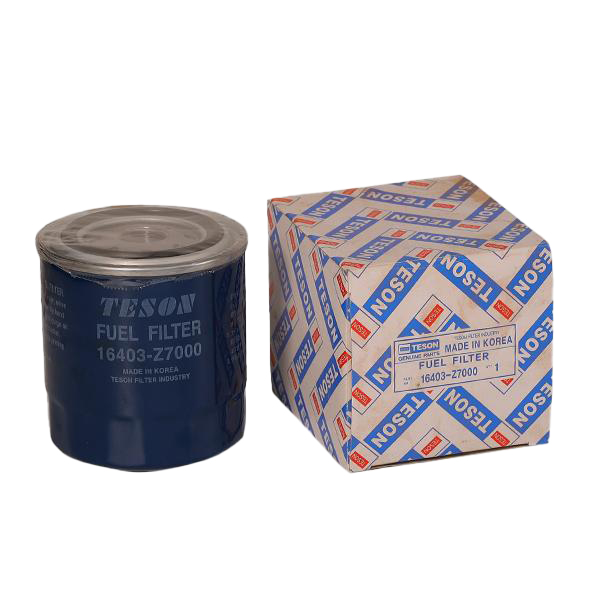 TESON
FUEL FILTER
16403-Z7000
MADE IN KOREA
TESON FILTER INDUSTRY
FILTER
TESON
GENUINE PARTS
TESON FILTER INDUSTRY
MADE IN KOREA
FUEL FILTER
16403-Z7000
1
TESON
TESON
TESON
TESON
TESON
TESON
TESON